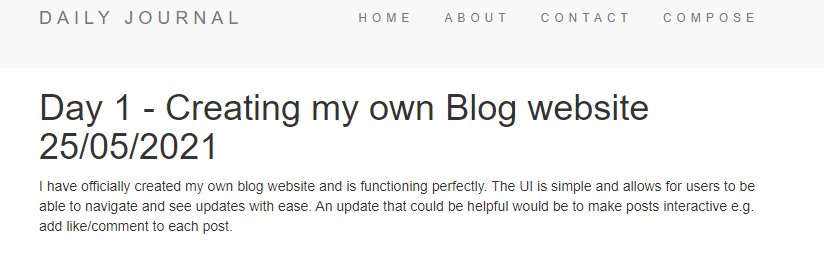 DAILY JOURNAL HOME ABOUT CONTACT COMPOSE
Day 1 - Creating my own Blog website
25/05/2021
I have officially created my own blog website and is functioning perfectly. The UI is simple and allows for users to be
able to navigate and see updates with ease. An update that could be helpful would be to make posts interactive e.g.
add like/comment to each post.